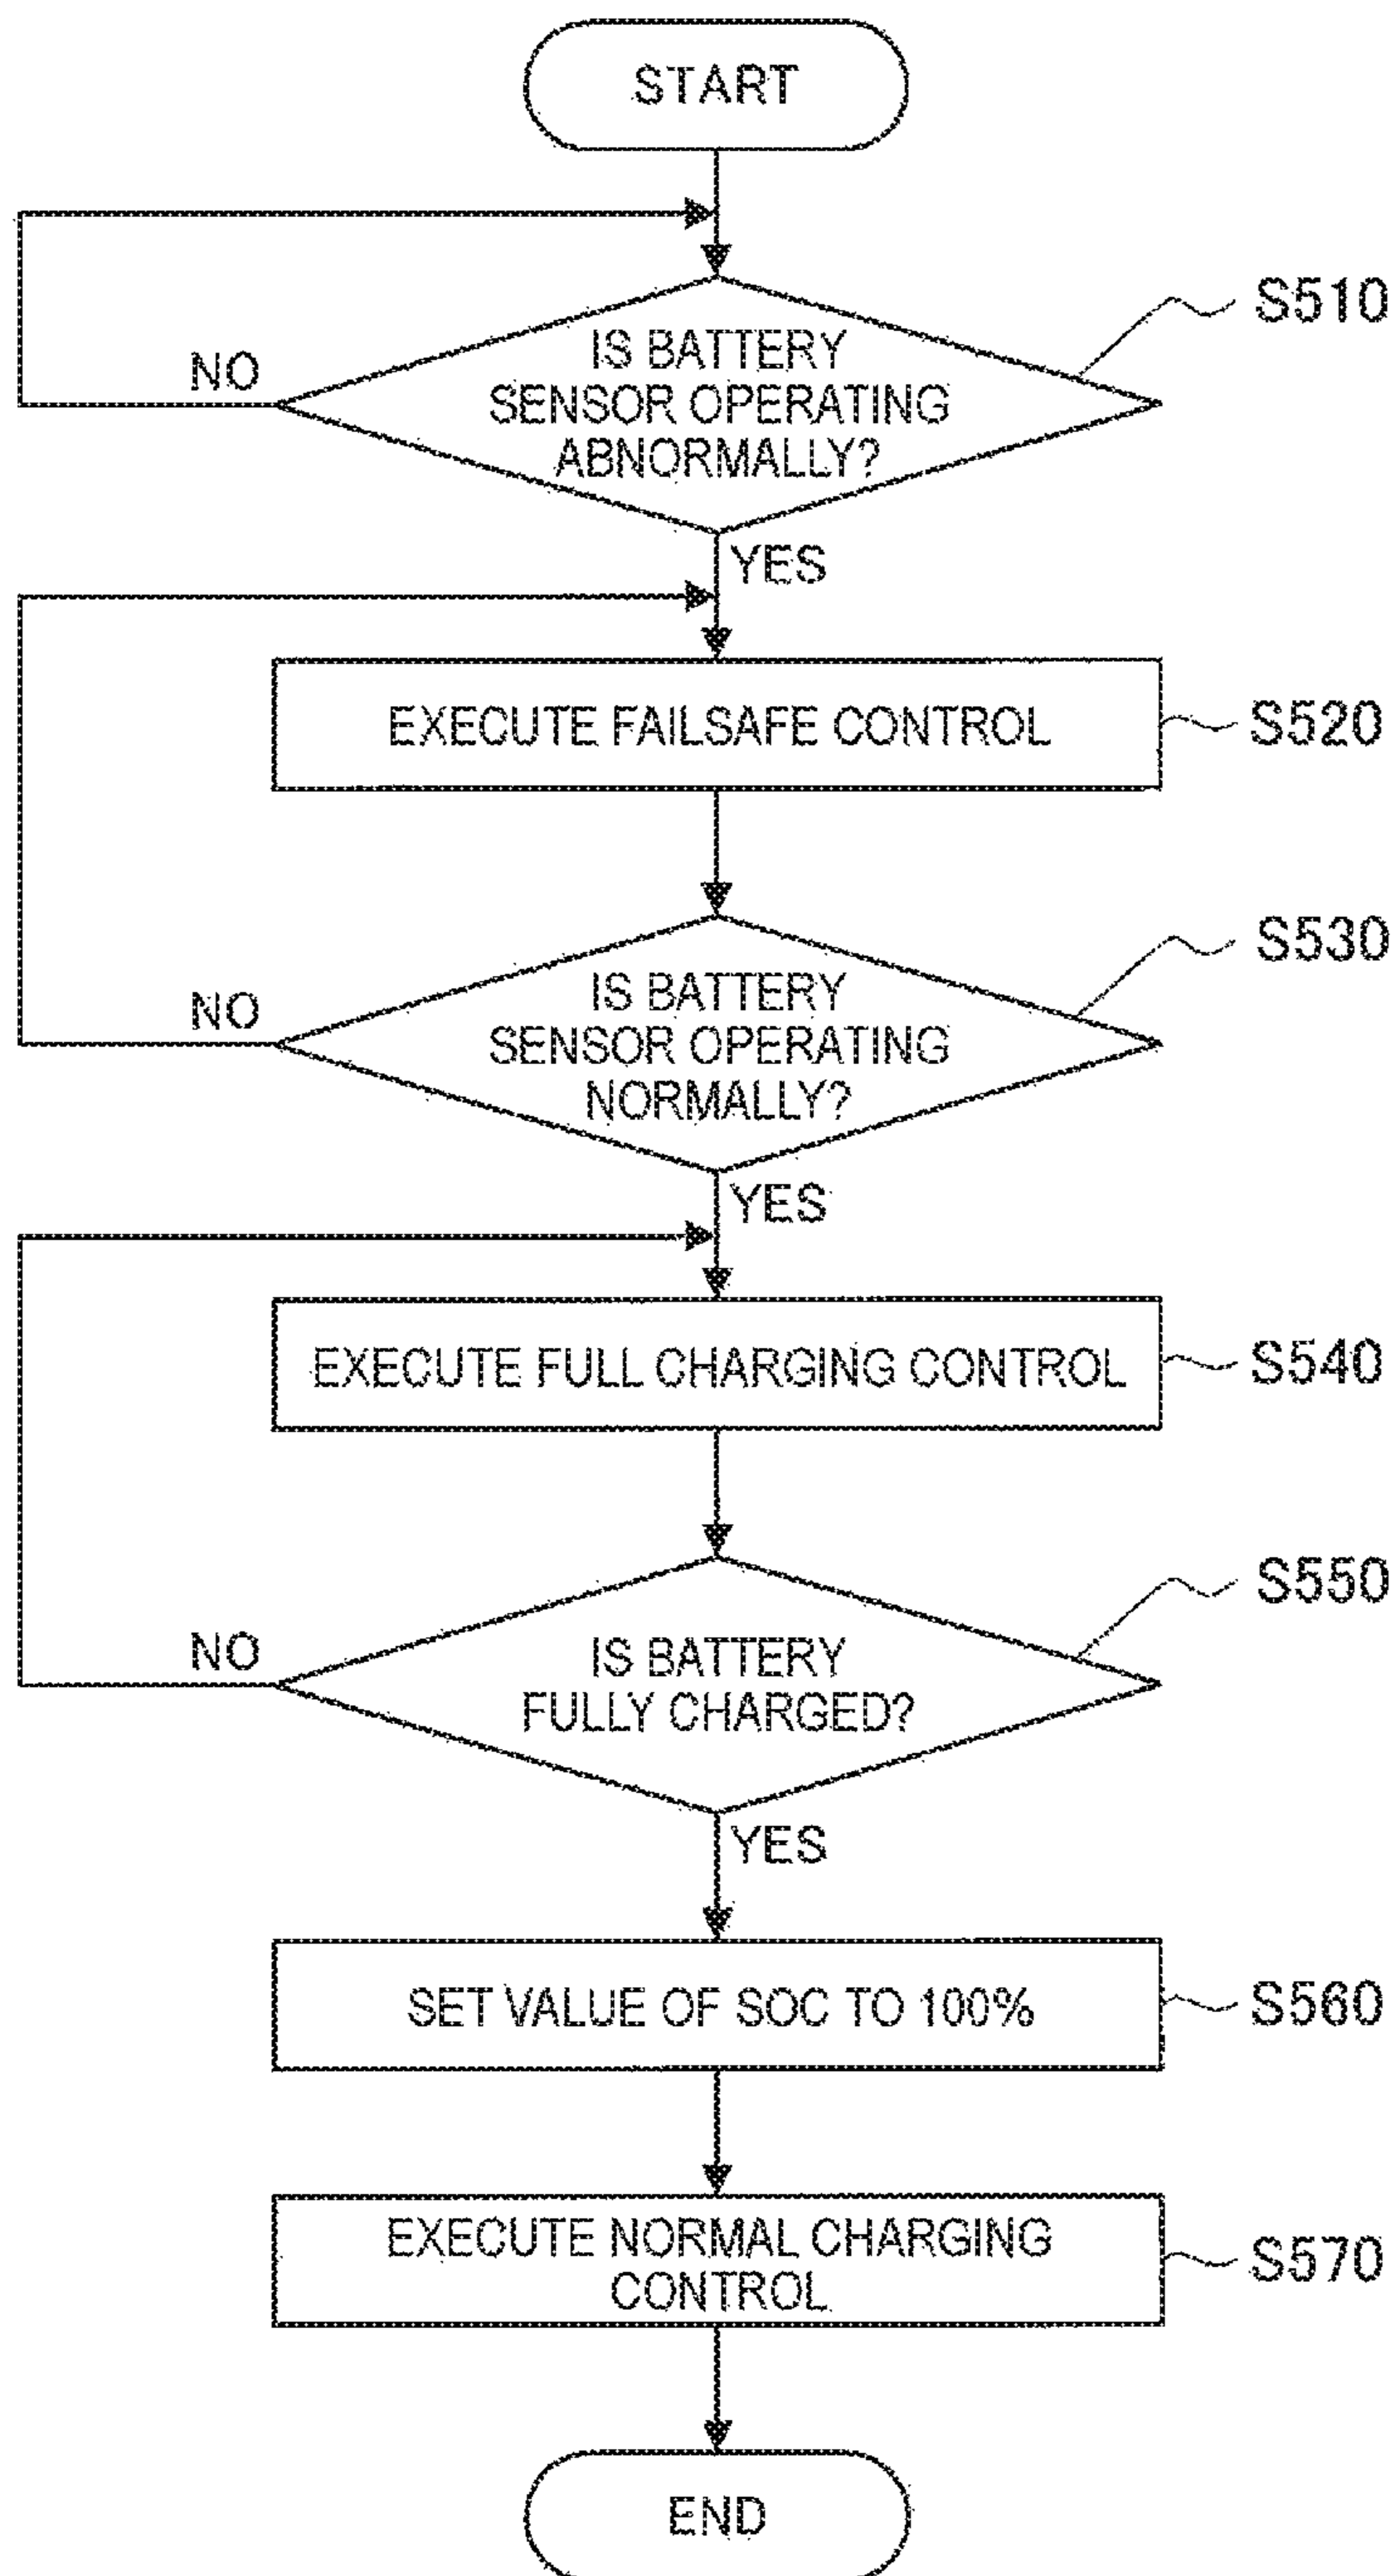 START
S510
IS BATTERY
SENSOR OPERATING
ABNORMALLY?
NO
YES
EXECUTE FAILSAFE CONTROL
S520
S530
IS BATTERY
SENSOR OPERATING
NORMALLY?
NO
YES
EXECUTE FULL CHARGING CONTROL
S540
S550
IS BATTERY
FULLY CHARGED?
NO
YES
SET VALUE OF SOC TO 100%
S560
EXECUTE NORMAL CHARGING
CONTROL
S570
END